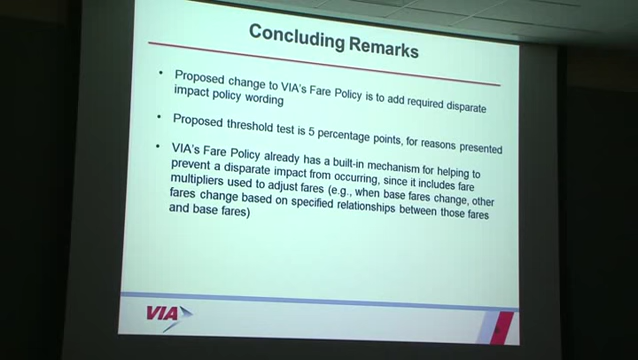 Concluding Remarks
• Proposed change to VIA's Fare Policy is to add required disparate
impact policy wording
• Proposed threshold test is 5 percentage points, for reasons presented
• VIA's Fare Policy already has a built-in mechanism for helping to
prevent a disparate impact from occurring, since it includes fare
multipliers used to adjust fares (e.g., when base fares change, other
fares change based on specified relationships between those fares
and base fares)
VIA